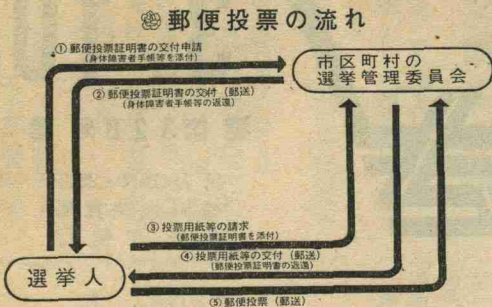 郵便投票の流れ
① 郵便投票証明書の交付申請
(身体障害者手帳等を添付)
市区町村の
選挙管理委員会
② 郵便投票証明書の交付 (郵送)
(身体障害者手帳等の返還)
③ 投票用紙等の請求
(郵便投票証明書を添付)
④ 投票用紙等の交付 (郵送)
(郵便投票証明書の返還)
選挙人
⑤ 郵便投票 (郵送)